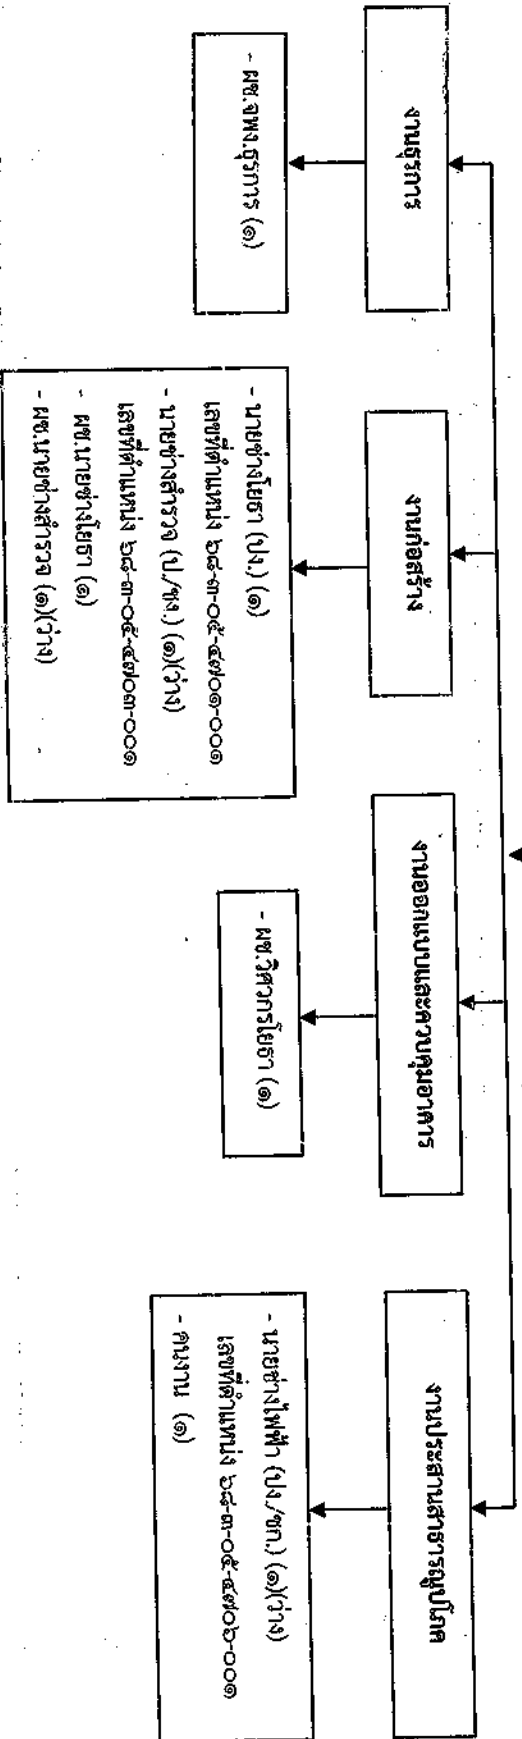 งานธุรการ
- ผช.จพง.ธุรการ (๑)
งานก่อสร้าง
- นายช่างโยธา (ปง.) (๑)
เลขที่ตำแหน่ง ๖๘-๓-๐๕-๔๗๐๑-๐๐๑
- นายช่างสำรวจ (ป/ชง.) (๑)(ว่าง)
เลขที่ตำแหน่ง ๖๘-๓-๐๕-๔๗๐๓-๐๐๑
- ผช.นายช่างโยธา (๑)
- ผช.นายช่างสำรวจ (๑)(ว่าง)
งานออกแบบและควบคุมอาคาร
- ผช.วิศวกรโยธา (๑)
งานประสานสาธารณูปโภค
- นายช่างไฟฟ้า (ปง/ชก.) (๑)(ว่าง)
เลขที่ตำแหน่ง ๖๘-๓-๐๕-๔๗๐๖-๐๐๑
- คนงาน (๑)